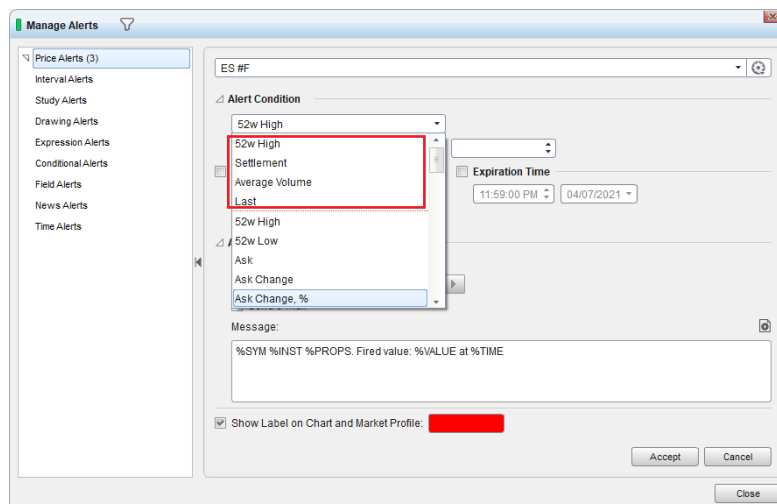 Manage Alerts
Price Alerts (3)
Interval Alerts
Study Alerts
Drawing Alerts
Expression Alerts
Conditional Alerts
Field Alerts
News Alerts
Time Alerts
ES #F
Alert Condition
52w High
52w High
Settlement
Average Volume
Last
52w High
52w Low
Ask
Ask Change
Ask Change, %
Expiration Time
11:59:00 PM
04/07/2021
Message:
%SYM %INST %PROPS. Fired value: %VALUE at %TIME
Show Label on Chart and Market Profile:
Accept
Cancel
Close